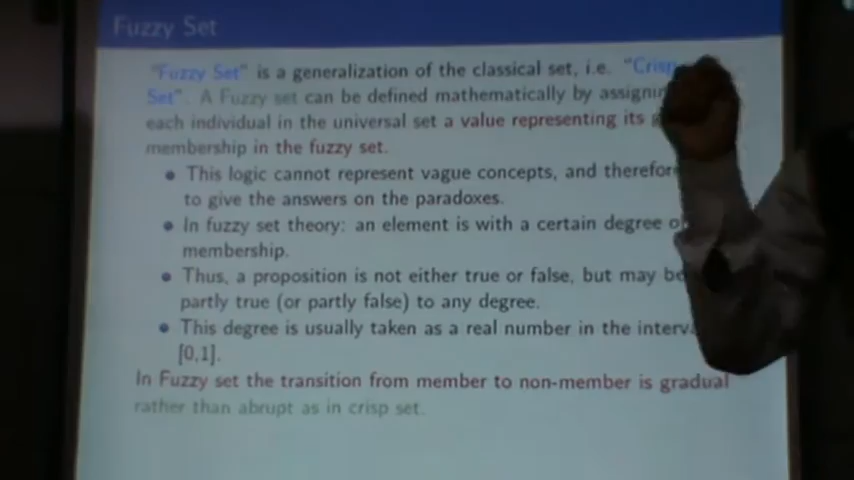 Fuzzy Set
"Fuzzy Set" is a generalization of the classical set, i.e. "Crisp
Set". A Fuzzy set can be defined mathematically by
each individual in the universal set a value representing its
membership in the fuzzy set.
This logic cannot represent vague concepts, and
to give the answers on the paradoxes.
In fuzzy set theory: an element is with a certain degree
membership.
Thus, a proposition is not either true or false, but may be
partly true (or partly false) to any degree.
This degree is usually taken as a real number in the
[0,1].
In Fuzzy set the transition from member to non-member is gradual
rather than abrupt as in crisp set.